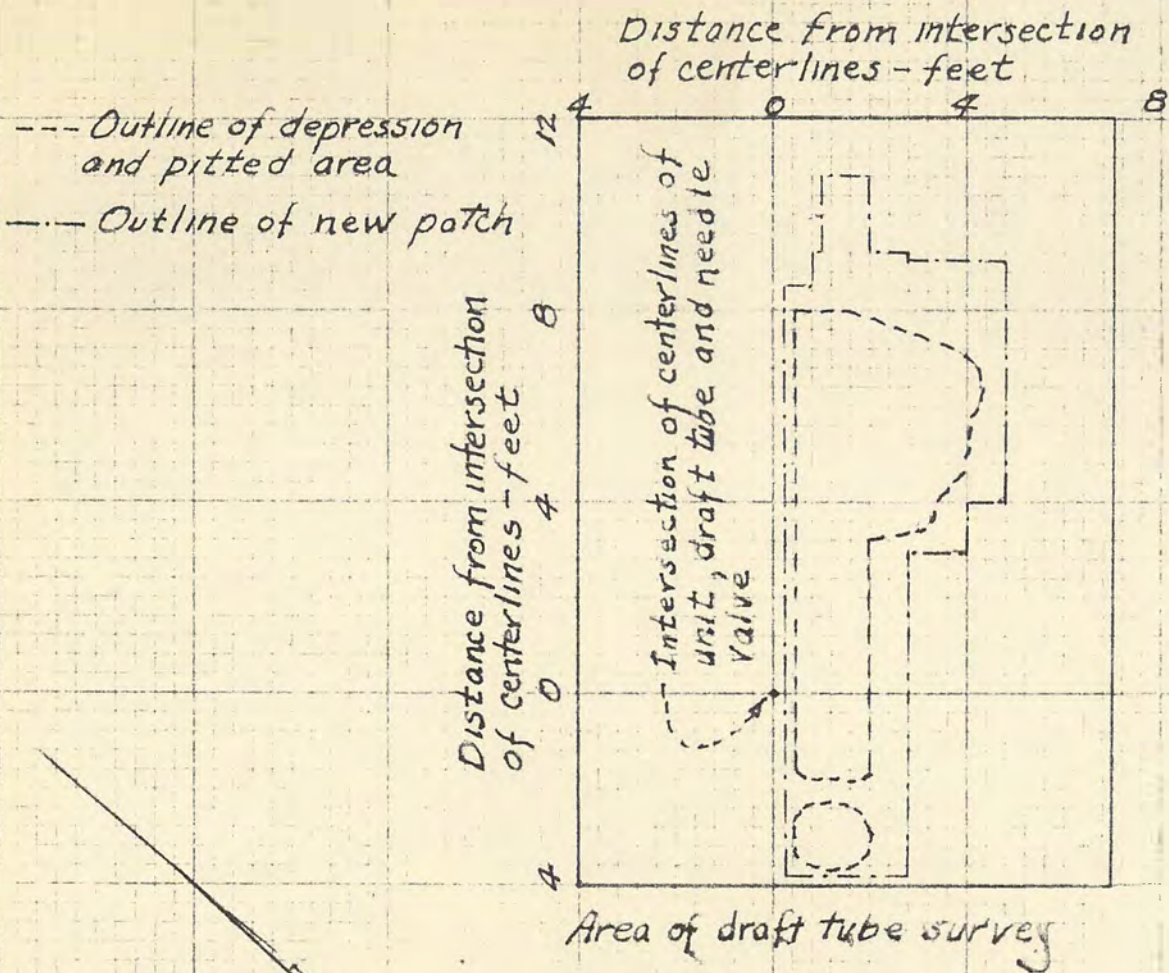 Distance from intersection
of centerlines - feet
4 0 4 8
--- Outline of depression
and pitted area
—·— Outline of new patch
12
8
4
0
4
Distance from intersection
of centerlines - feet
Intersection of centerlines of
unit, draft tube and needle
valve
Area of draft tube survey